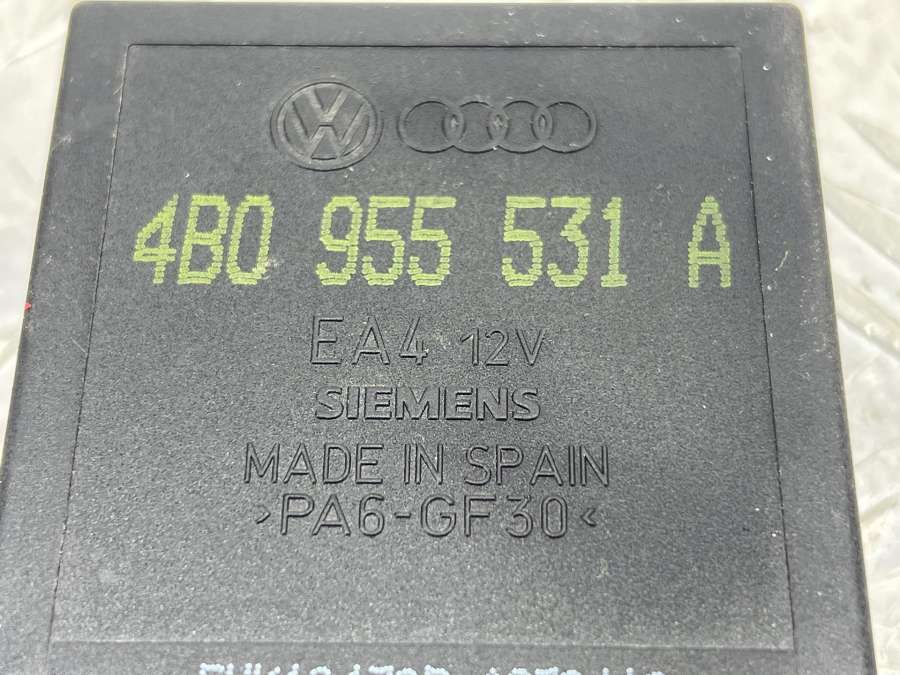 4B0 955 531 A
EA4 12V
SIEMENS
MADE IN SPAIN
>PA6-GF30<